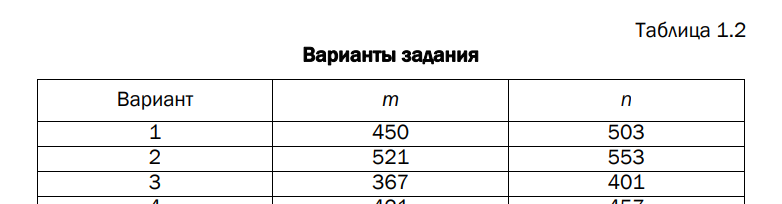 Таблица 1.2
Варианты задания
Вариант m n
1 450 503
2 521 553
3 367 401